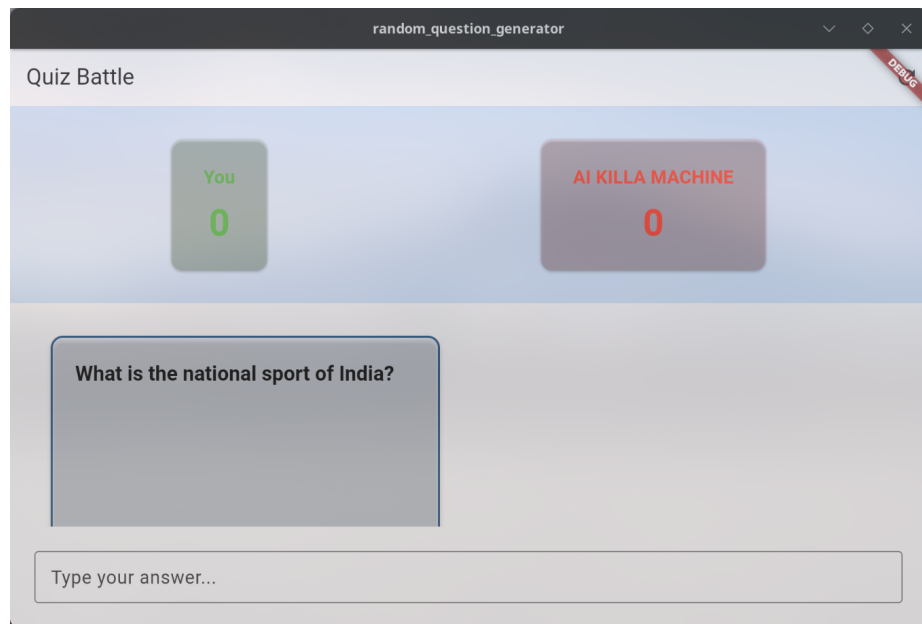 random_question_generator
Quiz Battle
DEBUG
You
AI KILLA MACHINE
0
0
What is the national sport of India?
Type your answer...